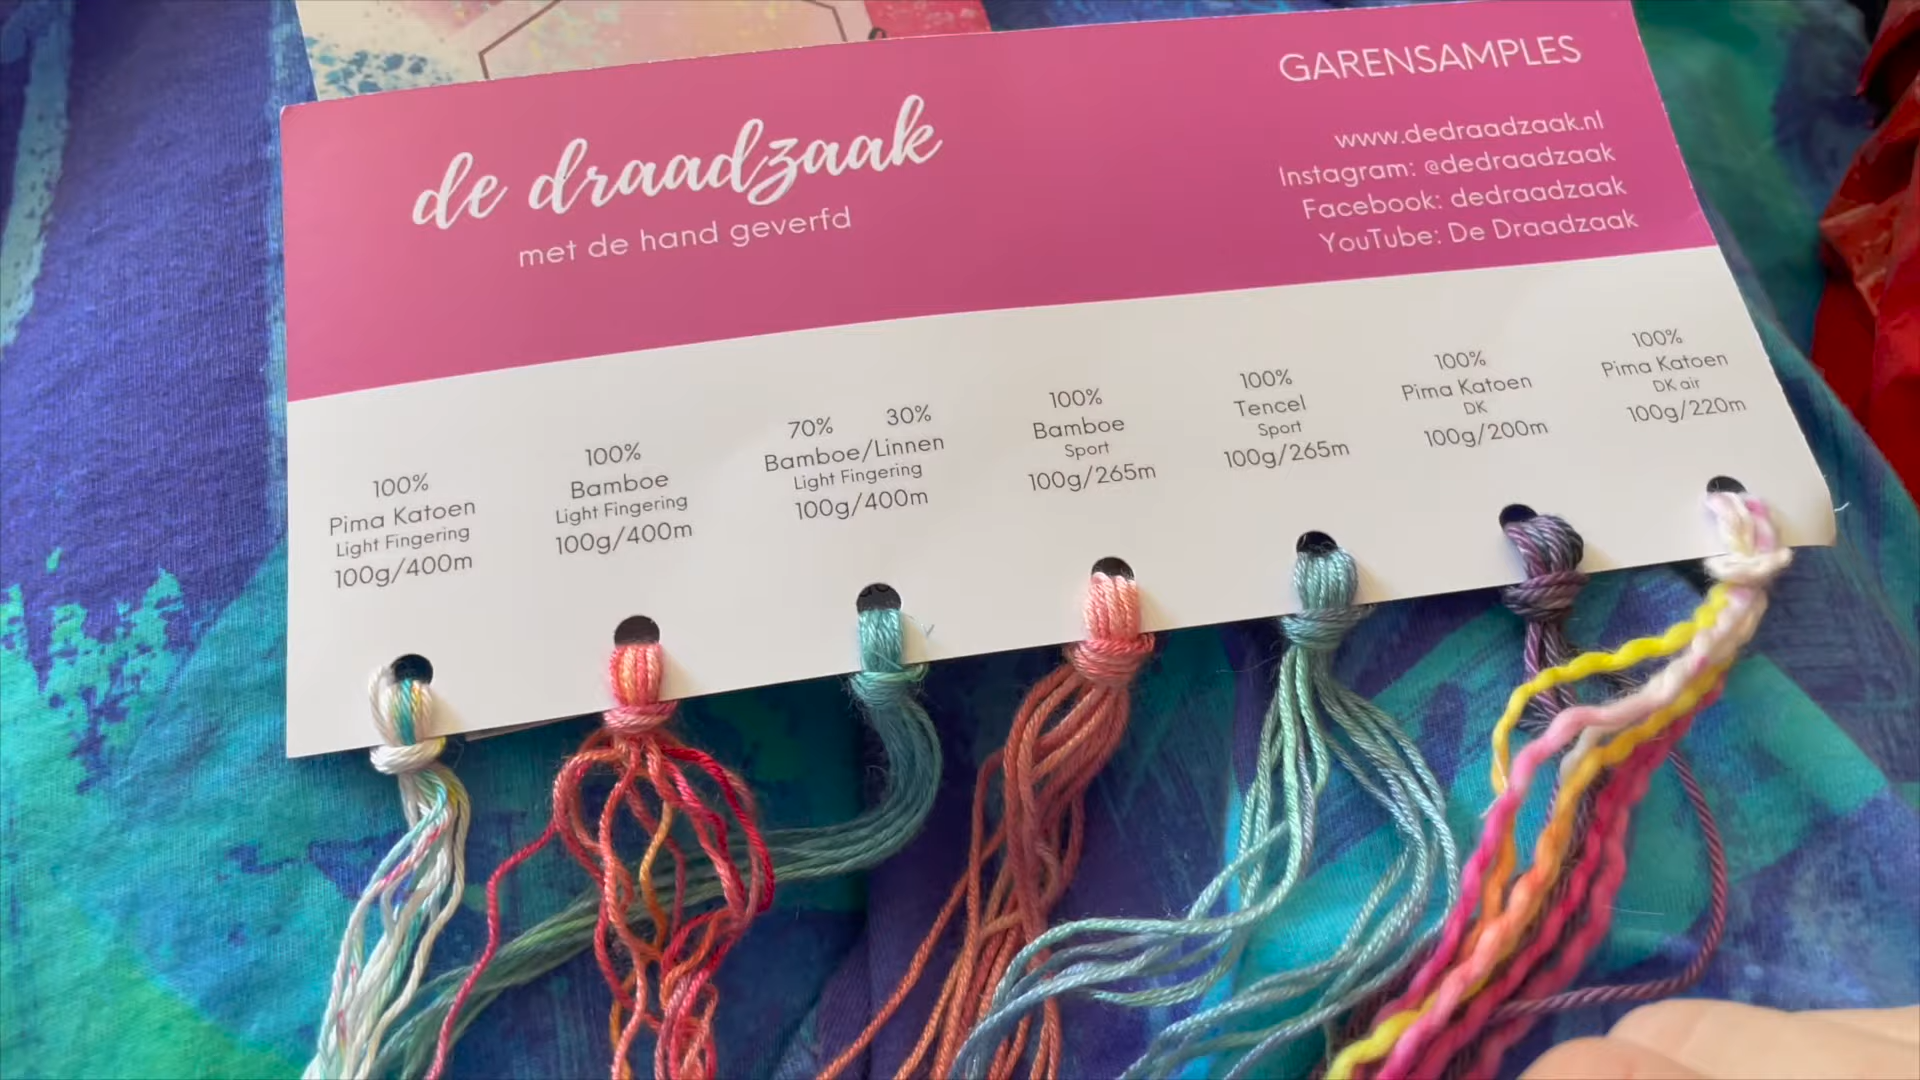 de draadzaak
met de hand geverfd
GARENSAMPLES
www.dedraadzaak.nl
Instagram: @dedraadzaak
Facebook: dedraadzaak
YouTube: De Draadzaak
100%
Pima Katoen
Light Fingering
100g/400m
100%
Bamboe
Light Fingering
100g/400m
70% 30%
Bamboe/Linnen
Light Fingering
100g/400m
100%
Bamboe
Sport
100g/265m
100%
Tencel
Sport
100g/265m
100%
Pima Katoen
DK
100g/200m
100%
Pima Katoen
DK air
100g/220m